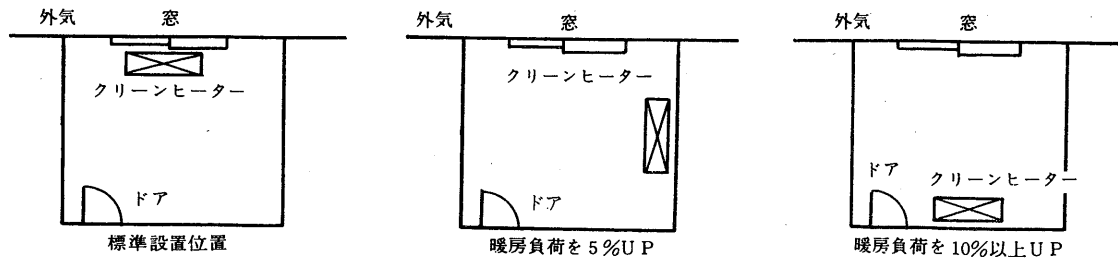 外気 窓
クリーンヒーター
ドア
標準設置位置
外気 窓
クリーンヒーター
ドア
暖房負荷を5%UP
外気 窓
ドア
クリーンヒーター
暖房負荷を10%以上UP